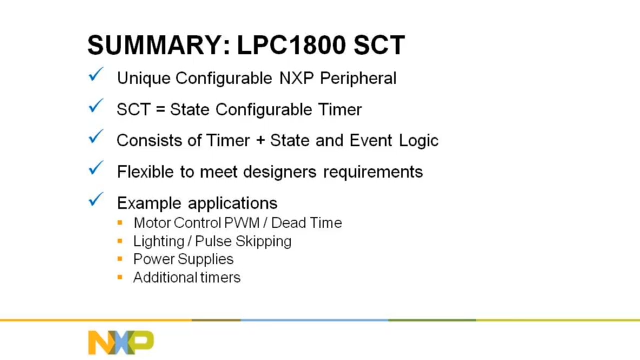 SUMMARY: LPC1800 SCT
✓ Unique Configurable NXP Peripheral
✓ SCT = State Configurable Timer
✓ Consists of Timer + State and Event Logic
✓ Flexible to meet designers requirements
✓ Example applications
▪ Motor Control PWM / Dead Time
▪ Lighting / Pulse Skipping
▪ Power Supplies
▪ Additional timers
NXP